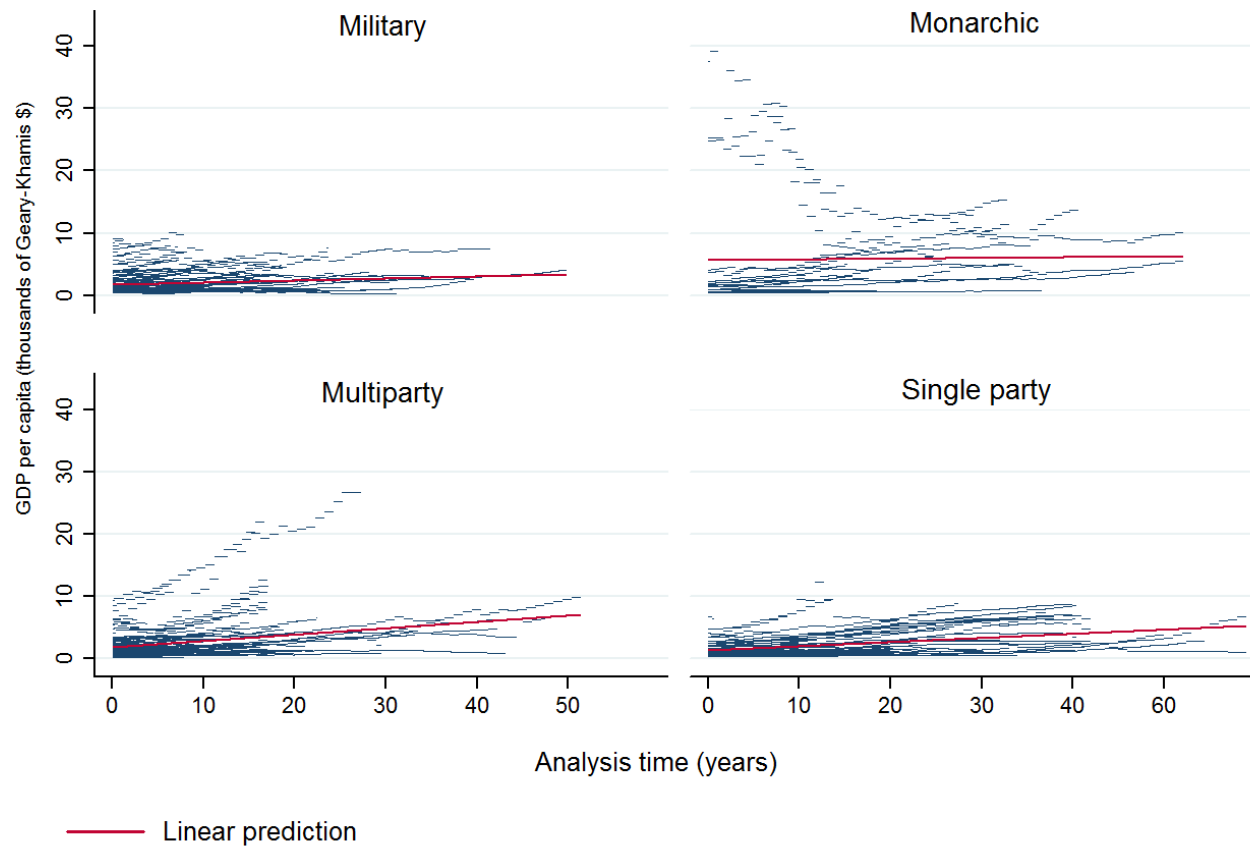 Military
Monarchic
40
30
20
10
0
Multiparty
Single party
40
30
20
10
0
GDP per capita (thousands of Geary-Khamis $)
0 10 20 30 40 50
0 10 20 30 40 50 60
Analysis time (years)
Linear prediction